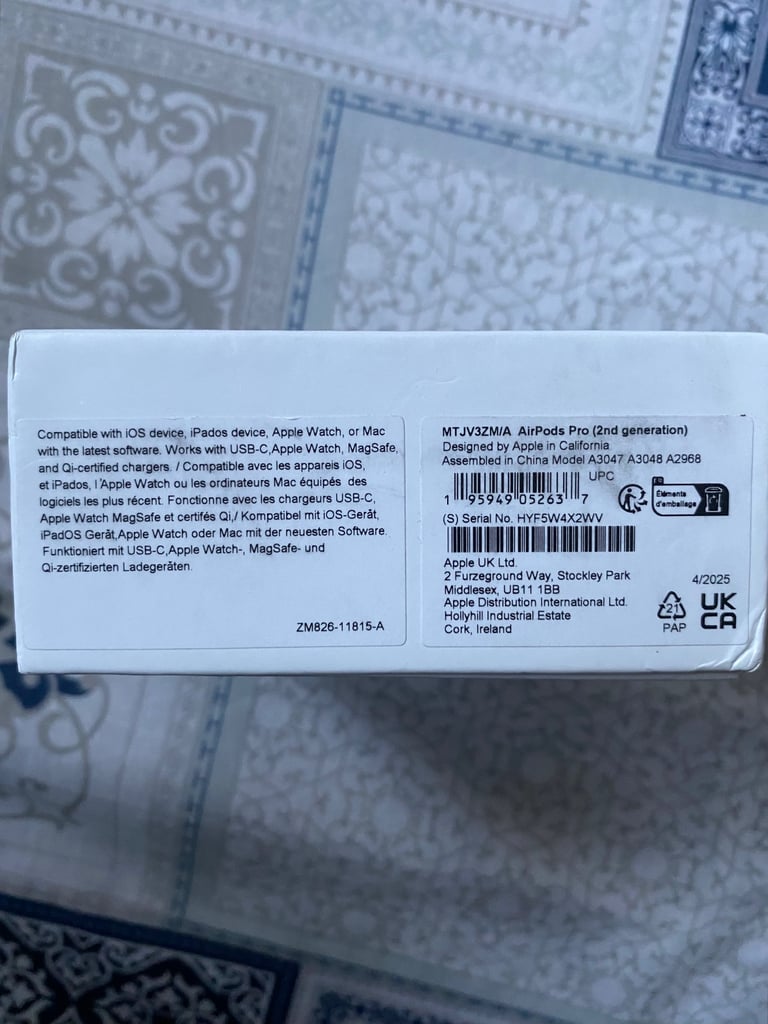 Compatible with iOS device, iPados device, Apple Watch, or Mac
with the latest software. Works with USB-C,Apple Watch, MagSafe,
and Qi-certified chargers. / Compatible avec les appareis iOS,
et iPados, l'Apple Watch ou les ordinateurs Mac équipés des
logiciels les plus récent. Fonctionne avec les chargeurs USB-C,
Apple Watch MagSafe et certifés Qi,/ Kompatibel mit iOS-Gerät,
iPadOS Gerät,Apple Watch oder Mac mit der neuesten Software.
Funktioniert mit USB-C,Apple Watch-, MagSafe- und
Qi-zertifizierten Ladegeräten.
ZM826-11815-A
MTJV3ZM/A AirPods Pro (2nd generation)
Designed by Apple in California
Assembled in China Model A3047 A3048 A2968
UPC
1 95949 05263 7
FR
Éléments
d'emballage
(S) Serial No. HYF5W4X2WV
Apple UK Ltd.
2 Furzeground Way, Stockley Park
Middlesex, UB11 1BB
Apple Distribution International Ltd.
Hollyhill Industrial Estate
Cork, Ireland
4/2025
21
PAP
UK
CA